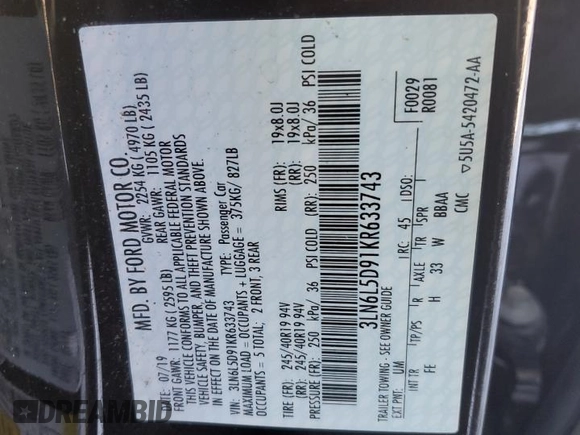 MFD. BY FORD MOTOR CO.
DATE: 07/19 GVWR: 2254 KG ( 4970 LB)
FRONT GAWR: 1177 KG ( 2595 LB) REAR GAWR: 1105 KG ( 2435 LB)
THIS VEHICLE CONFORMS TO ALL APPLICABLE FEDERAL MOTOR
VEHICLE SAFETY, BUMPER, AND THEFT PREVENTION STANDARDS
IN EFFECT ON THE DATE OF MANUFACTURE SHOWN ABOVE.
VIN: 3LN6L5D91KR633743 TYPE: Passenger Car
MAXIMUM LOAD = OCCUPANTS + LUGGAGE = 375KG/ 827LB
OCCUPANTS = 5 TOTAL; 2 FRONT, 3 REAR
TIRE (FR): 245/40R19 94V RIMS (FR): 19x8.0J
(RR): 245/40R19 94V (RR): 19x8.0J
PRESSURE (FR): 250 kPa/ 36 PSI COLD (RR): 250 kPa/ 36 PSI COLD
3LN6L5D91KR633743
TRAILER TOWING - SEE OWNER GUIDE
F0029
R0081
EXT PNT: UM RC: 45 DSO:
INT TR TP/PS R AXLE TR SPR
FE H 33 W BBAA
CMC ▽5U5A-5420472-AA
DREAMBID